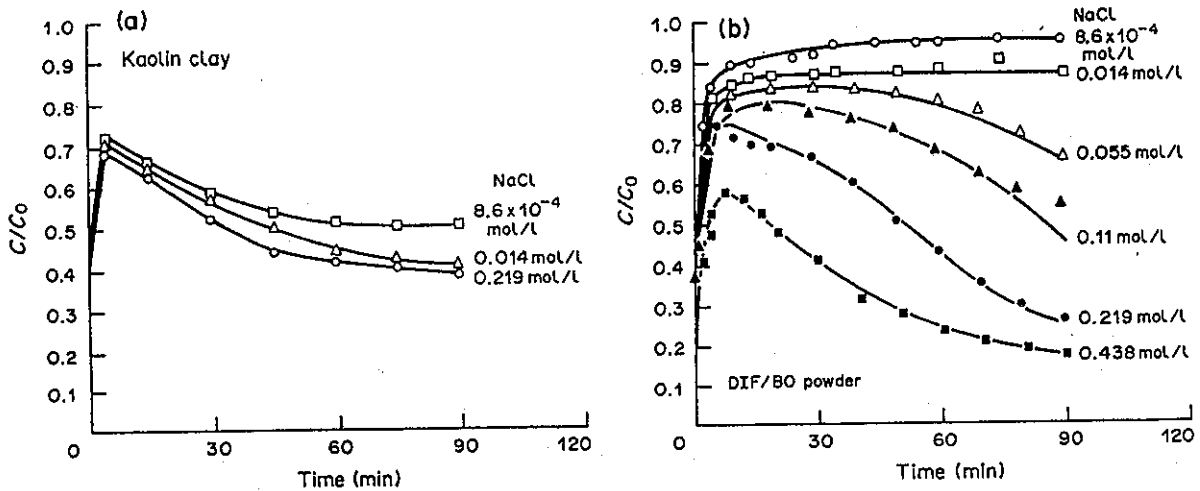 (a)
Kaolin clay
C/C0
1.0
0.9
0.8
0.7
0.6
0.5
0.4
0.3
0.2
0.1
0
30
60
90
120
Time (min)
NaCl
8.6 x 10⁻⁴
mol/l
0.014 mol/l
0.219 mol/l
(b)
DIF/BO powder
C/C0
1.0
0.9
0.8
0.7
0.6
0.5
0.4
0.3
0.2
0.1
0
30
60
90
120
Time (min)
NaCl
8.6 x 10⁻⁴
mol/l
0.014 mol/l
0.055 mol/l
0.11 mol/l
0.219 mol/l
0.438 mol/l